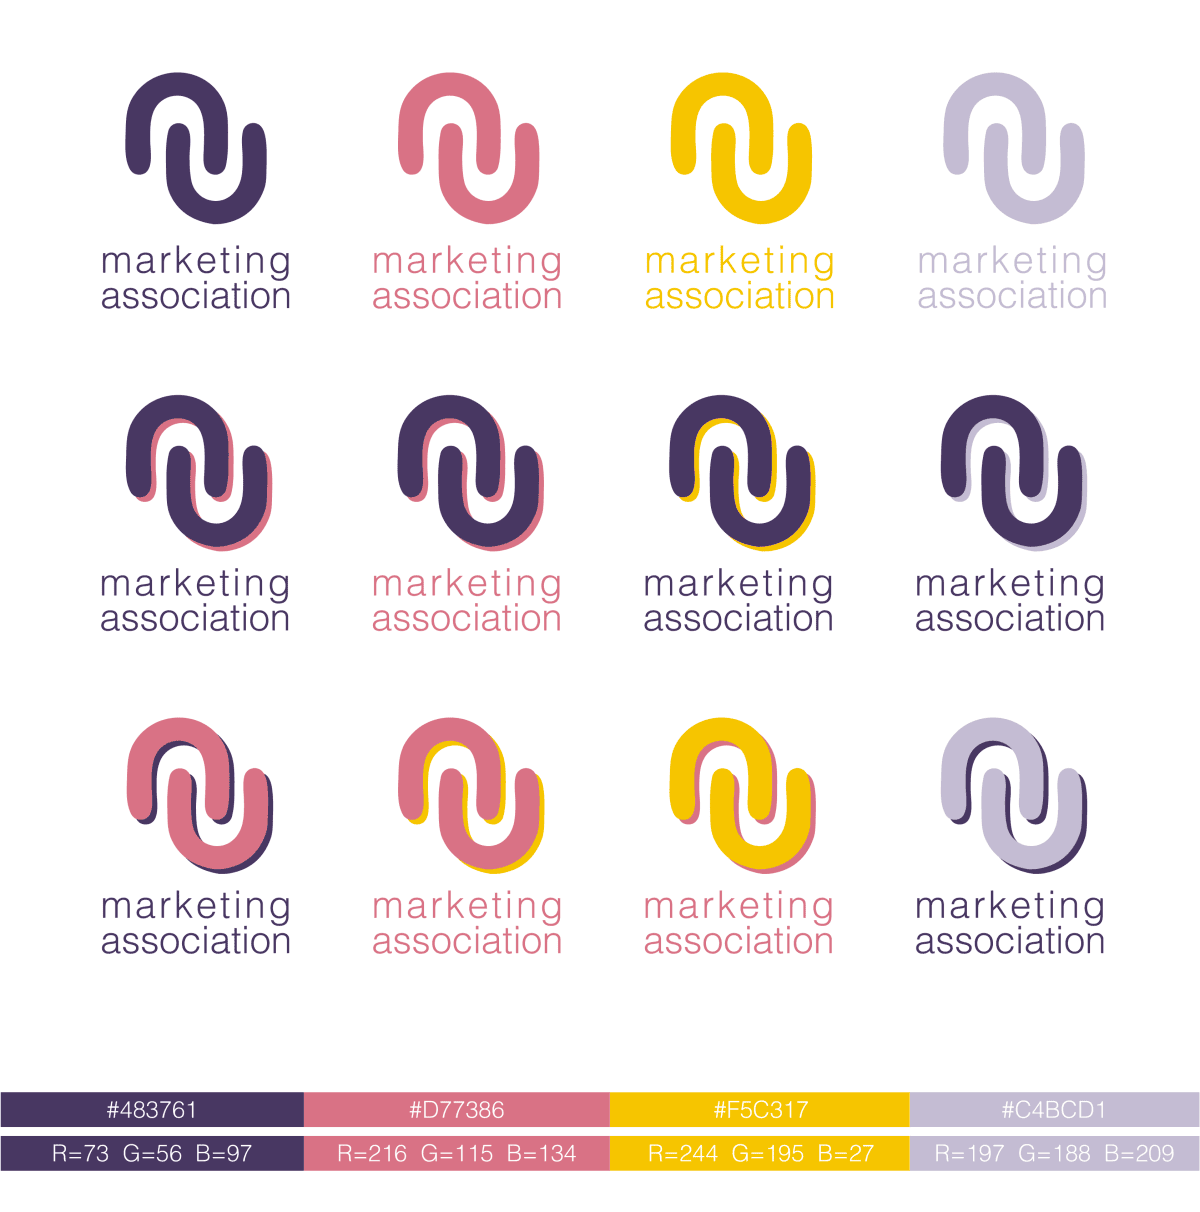 marketing
association
marketing
association
marketing
association
marketing
association
marketing
association
marketing
association
marketing
association
marketing
association
marketing
association
marketing
association
marketing
association
marketing
association
#483761
#D77386
#F5C317
#C4BCD1
R=73 G=56 B=97
R=216 G=115 B=134
R=244 G=195 B=27
R=197 G=188 B=209